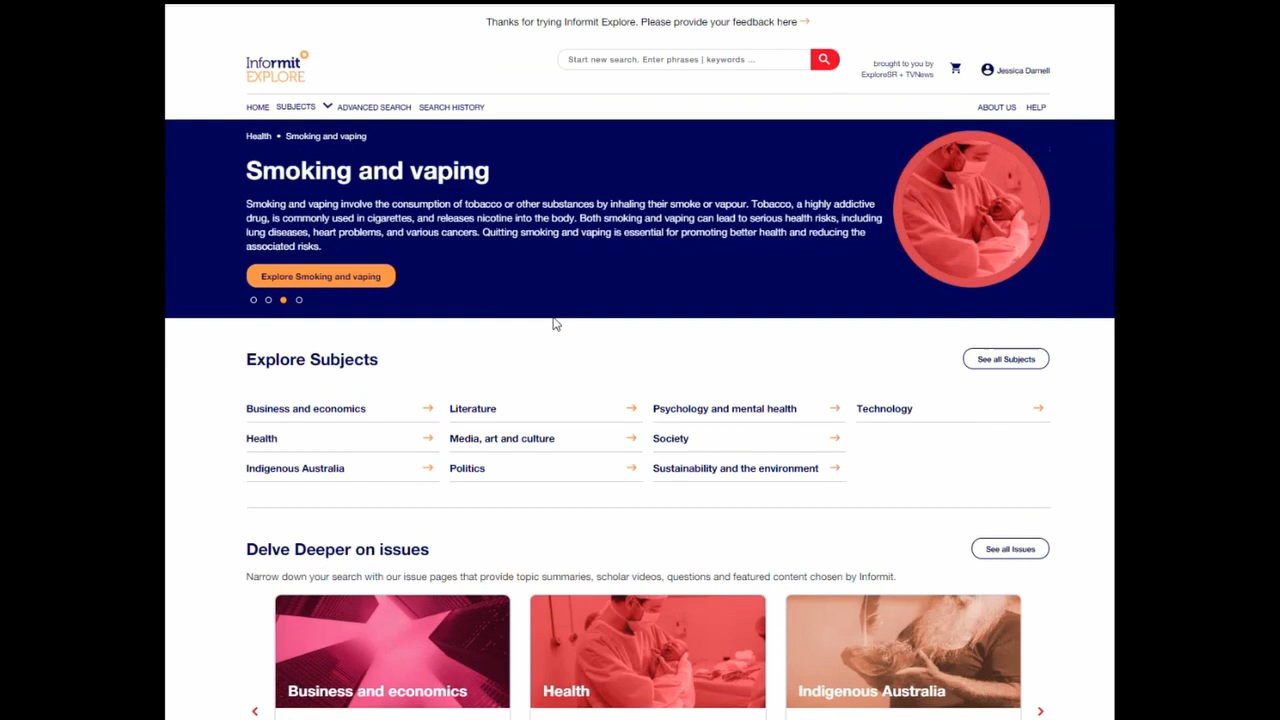 Thanks for trying Informit Explore. Please provide your feedback here →
Informit
EXPLORE
Start new search. Enter phrases | keywords ...
brought to you by
ExploreSR + TVNews
Jessica Darnell
HOME SUBJECTS ADVANCED SEARCH SEARCH HISTORY ABOUT US HELP
Health • Smoking and vaping
Smoking and vaping
Smoking and vaping involve the consumption of tobacco or other substances by inhaling their smoke or vapour. Tobacco, a highly addictive
drug, is commonly used in cigarettes, and releases nicotine into the body. Both smoking and vaping can lead to serious health risks, including
lung diseases, heart problems, and various cancers. Quitting smoking and vaping is essential for promoting better health and reducing the
associated risks.
Explore Smoking and vaping
Explore Subjects
See all Subjects
Business and economics → Literature → Psychology and mental health → Technology →
Health → Media, art and culture → Society →
Indigenous Australia → Politics → Sustainability and the environment →
Delve Deeper on issues
See all Issues
Narrow down your search with our issue pages that provide topic summaries, scholar videos, questions and featured content chosen by Informit.
Business and economics
Health
Indigenous Australia